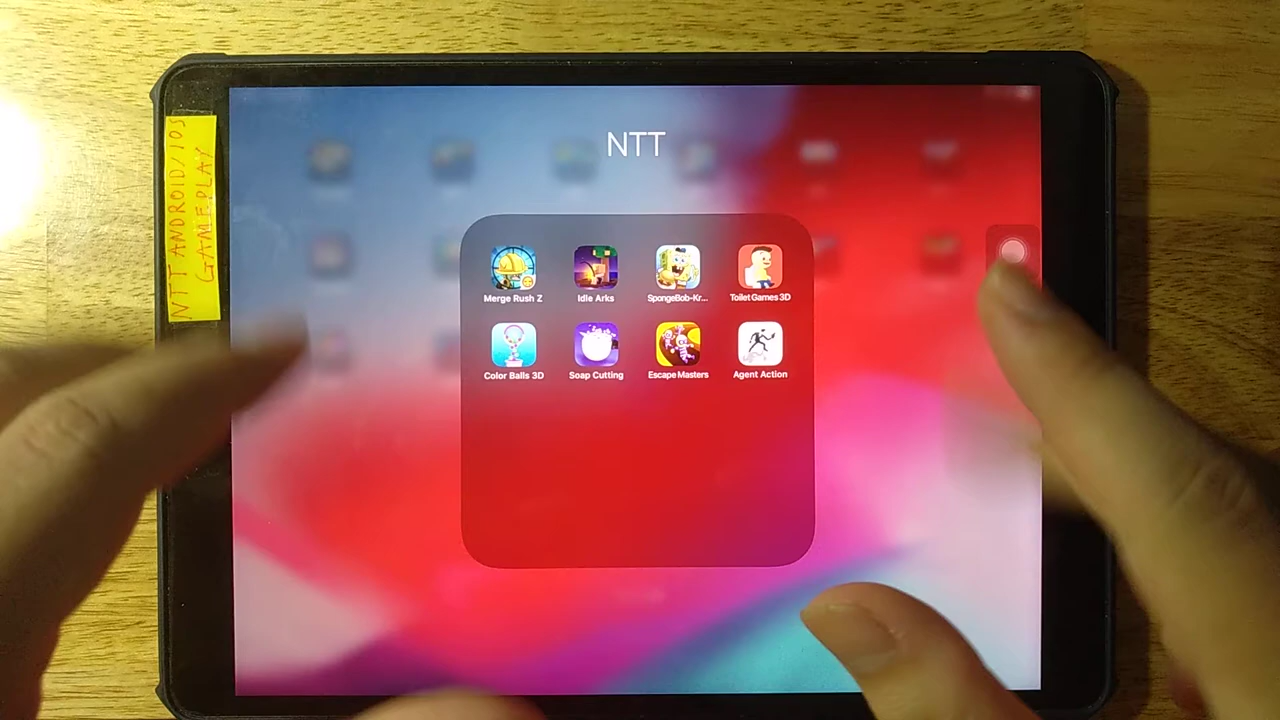 NTT ANDROID/IOS
GAMEPLAY
NTT
Merge Rush Z
Idle Arks
SpongeBob-Kr...
Toilet Games 3D
Color Balls 3D
Soap Cutting
Escape Masters
Agent Action